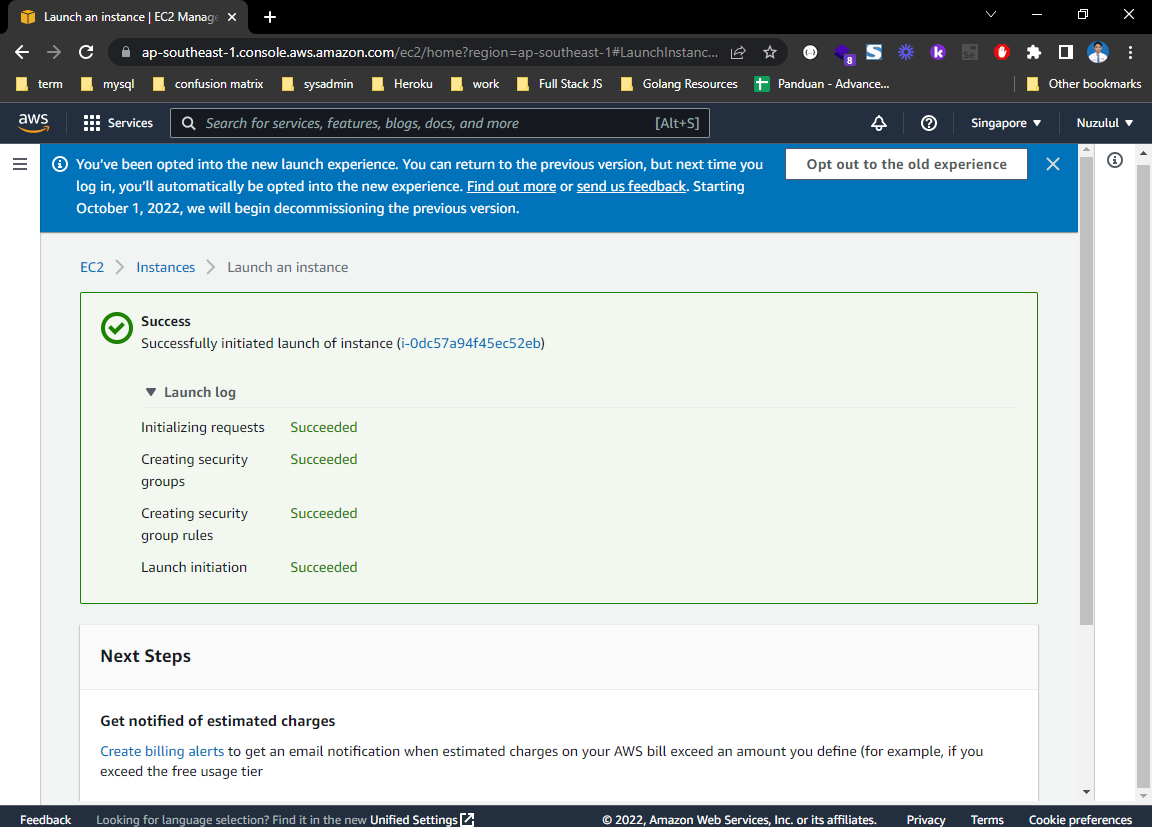 Launch an instance | EC2 Manage
ap-southeast-1.console.aws.amazon.com/ec2/home?region=ap-southeast-1#LaunchInstanc...
8
S
k
term
mysql
confusion matrix
sysadmin
Heroku
work
Full Stack JS
Golang Resources
Panduan - Advance...
Other bookmarks
aws
Services
Search for services, features, blogs, docs, and more
[Alt+S]
Singapore
Nuzulul
You've been opted into the new launch experience. You can return to the previous version, but next time you
log in, you'll automatically be opted into the new experience. Find out more or send us feedback. Starting
October 1, 2022, we will begin decommissioning the previous version.
Opt out to the old experience
EC2
Instances
Launch an instance
Success
Successfully initiated launch of instance (i-0dc57a94f45ec52eb)
Launch log
Initializing requests
Succeeded
Creating security
groups
Succeeded
Creating security
group rules
Succeeded
Launch initiation
Succeeded
Next Steps
Get notified of estimated charges
Create billing alerts to get an email notification when estimated charges on your AWS bill exceed an amount you define (for example, if you
exceed the free usage tier
Feedback
Looking for language selection? Find it in the new Unified Settings
© 2022, Amazon Web Services, Inc. or its affiliates.
Privacy
Terms
Cookie preferences